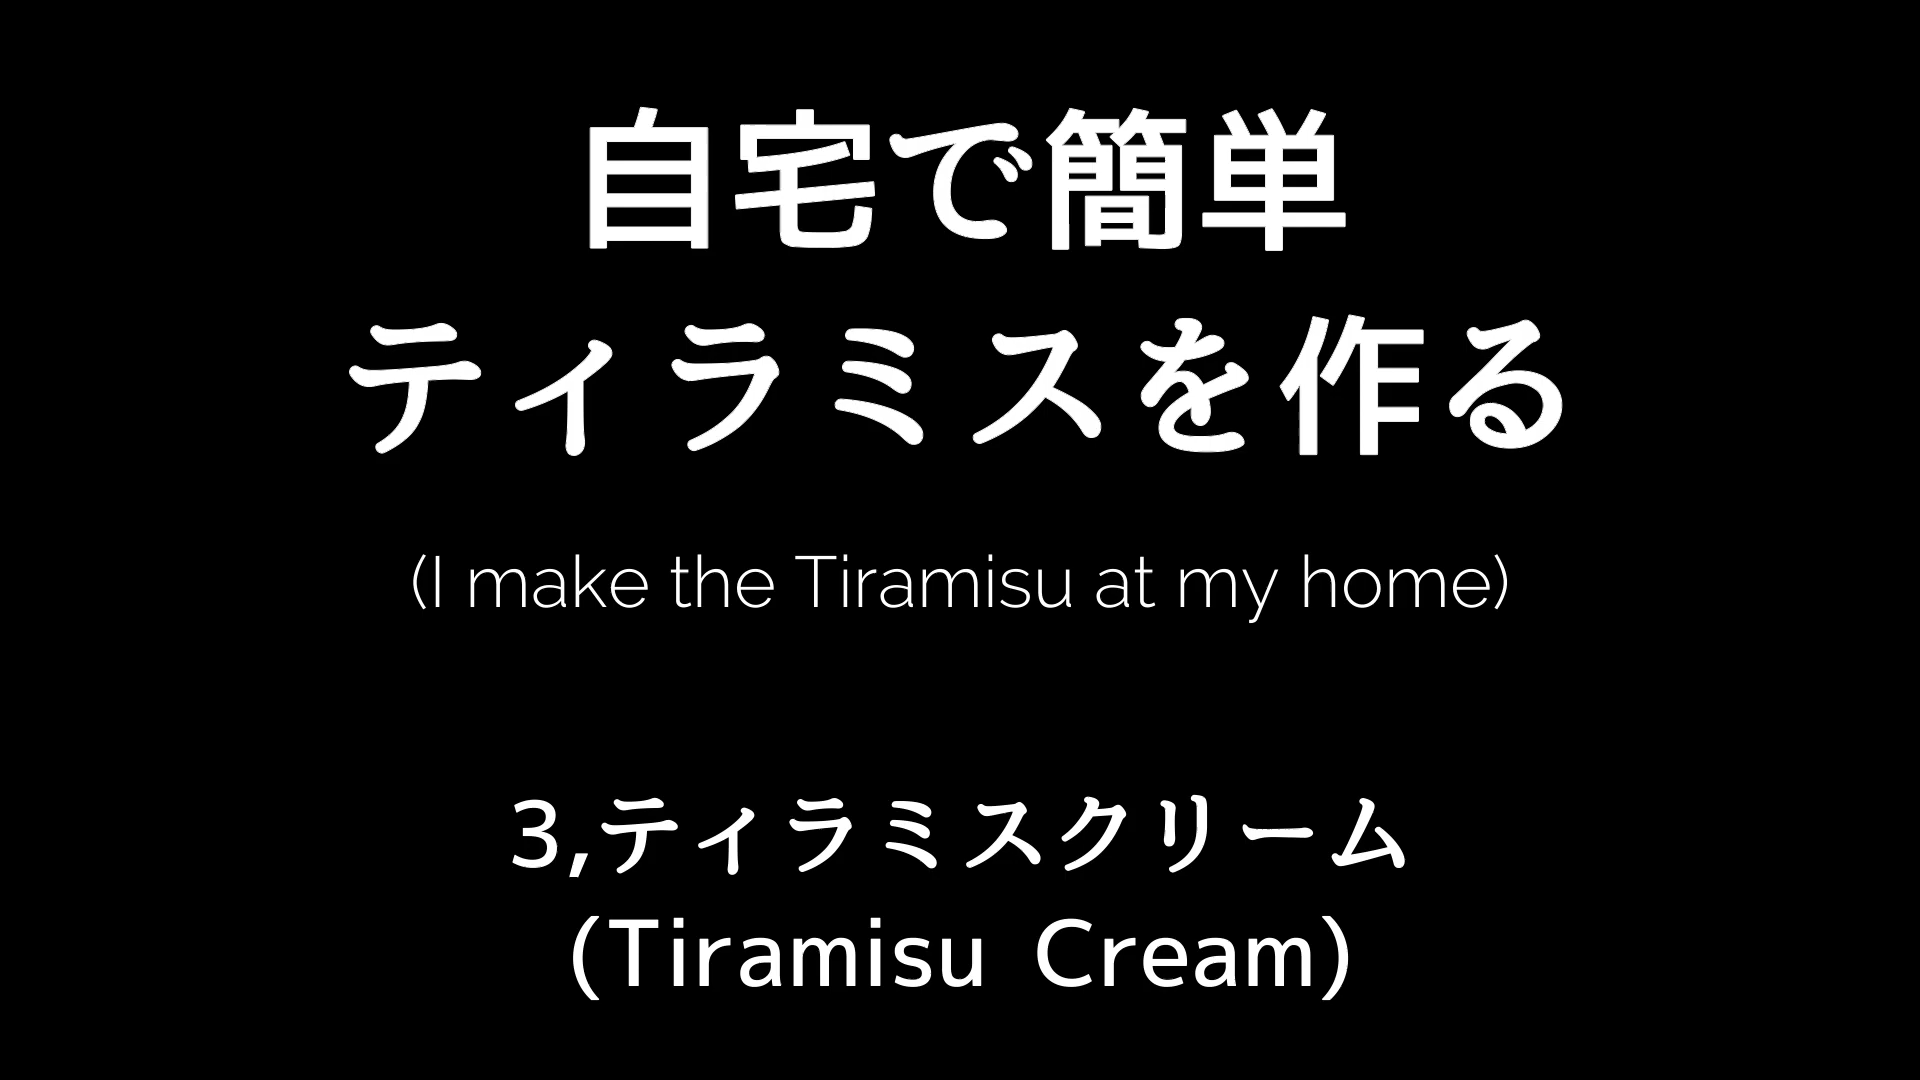 自宅で簡単
ティラミスを作る
(I make the Tiramisu at my home)
3,ティラミスクリーム
(Tiramisu Cream)